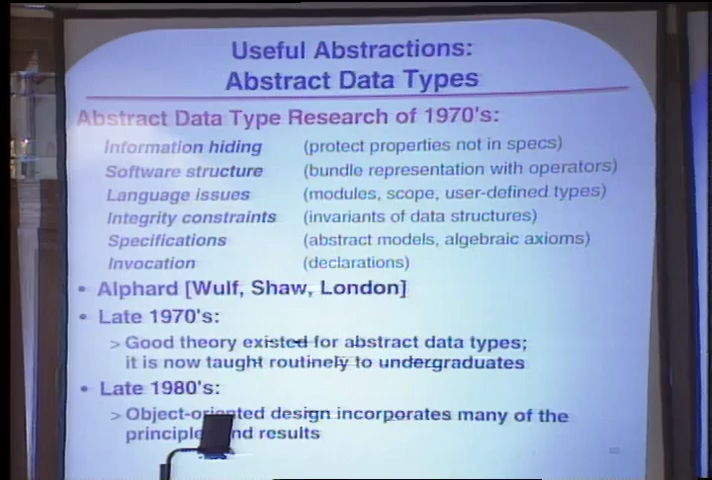 Useful Abstractions:
Abstract Data Types
Abstract Data Type Research of 1970's:
Information hiding (protect properties not in specs)
Software structure (bundle representation with operators)
Language issues (modules, scope, user-defined types)
Integrity constraints (invariants of data structures)
Specifications (abstract models, algebraic axioms)
Invocation (declarations)
• Alphard [Wulf, Shaw, London]
• Late 1970's:
> Good theory existed for abstract data types;
it is now taught routinely to undergraduates
• Late 1980's:
> Object-oriented design incorporates many of the
principle nd results